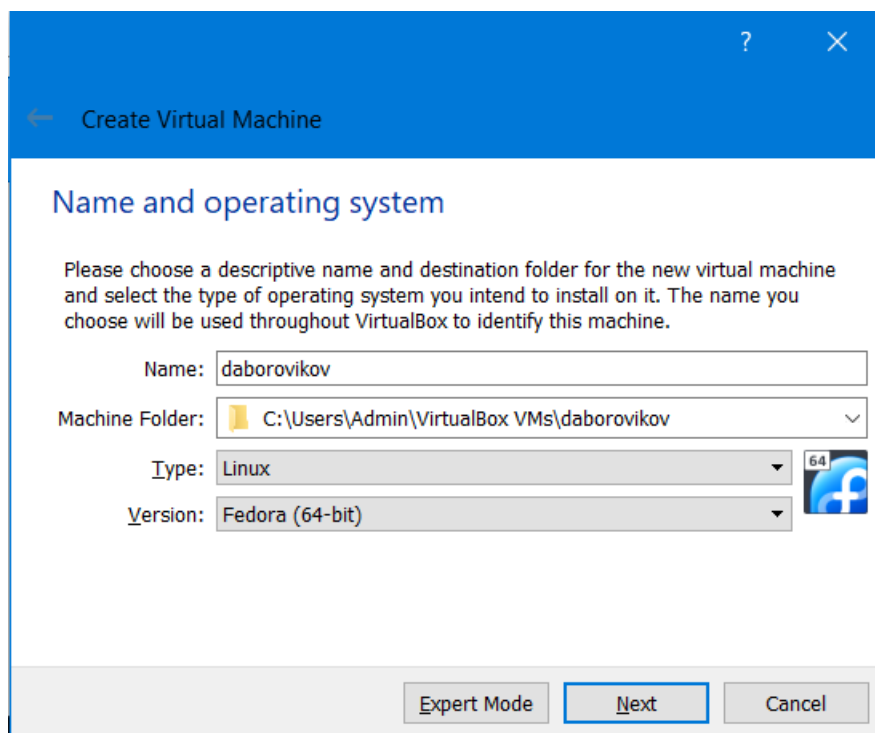 ?
Create Virtual Machine
Name and operating system
Please choose a descriptive name and destination folder for the new virtual machine
and select the type of operating system you intend to install on it. The name you
choose will be used throughout VirtualBox to identify this machine.
Name: daborovikov
Machine Folder: C:\Users\Admin\VirtualBox VMs\daborovikov
Type: Linux
64
Version: Fedora (64-bit)
Expert Mode Next Cancel